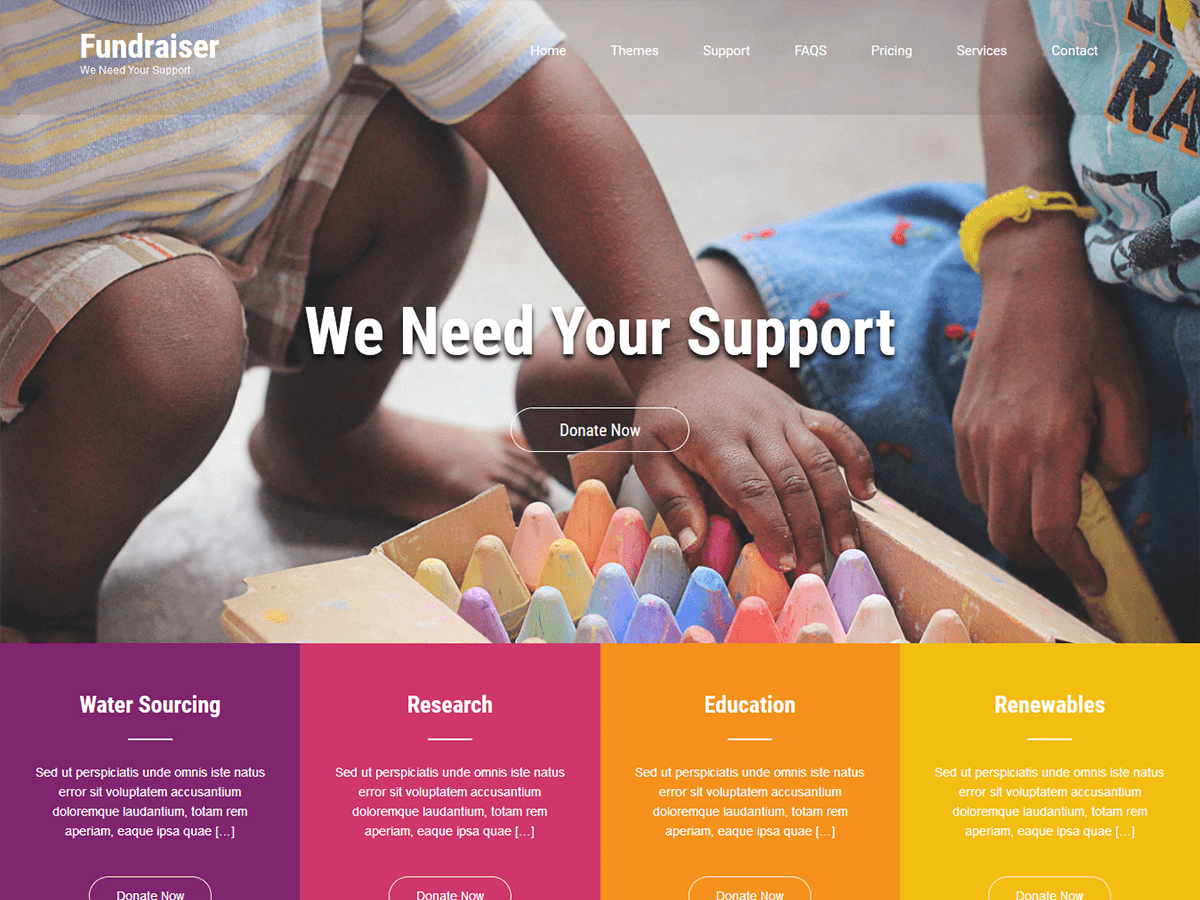 Fundraiser
We Need Your Support
Home Themes Support FAQS Pricing Services Contact
RA
We Need Your Support
Donate Now
Water Sourcing
Sed ut perspiciatis unde omnis iste natus
error sit voluptatem accusantium
doloremque laudantium, totam rem
aperiam, eaque ipsa quae [...]
Donate Now
Research
Sed ut perspiciatis unde omnis iste natus
error sit voluptatem accusantium
doloremque laudantium, totam rem
aperiam, eaque ipsa quae [...]
Donate Now
Education
Sed ut perspiciatis unde omnis iste natus
error sit voluptatem accusantium
doloremque laudantium, totam rem
aperiam, eaque ipsa quae [...]
Donate Now
Renewables
Sed ut perspiciatis unde omnis iste natus
error sit voluptatem accusantium
doloremque laudantium, totam rem
aperiam, eaque ipsa quae [...]
Donate Now